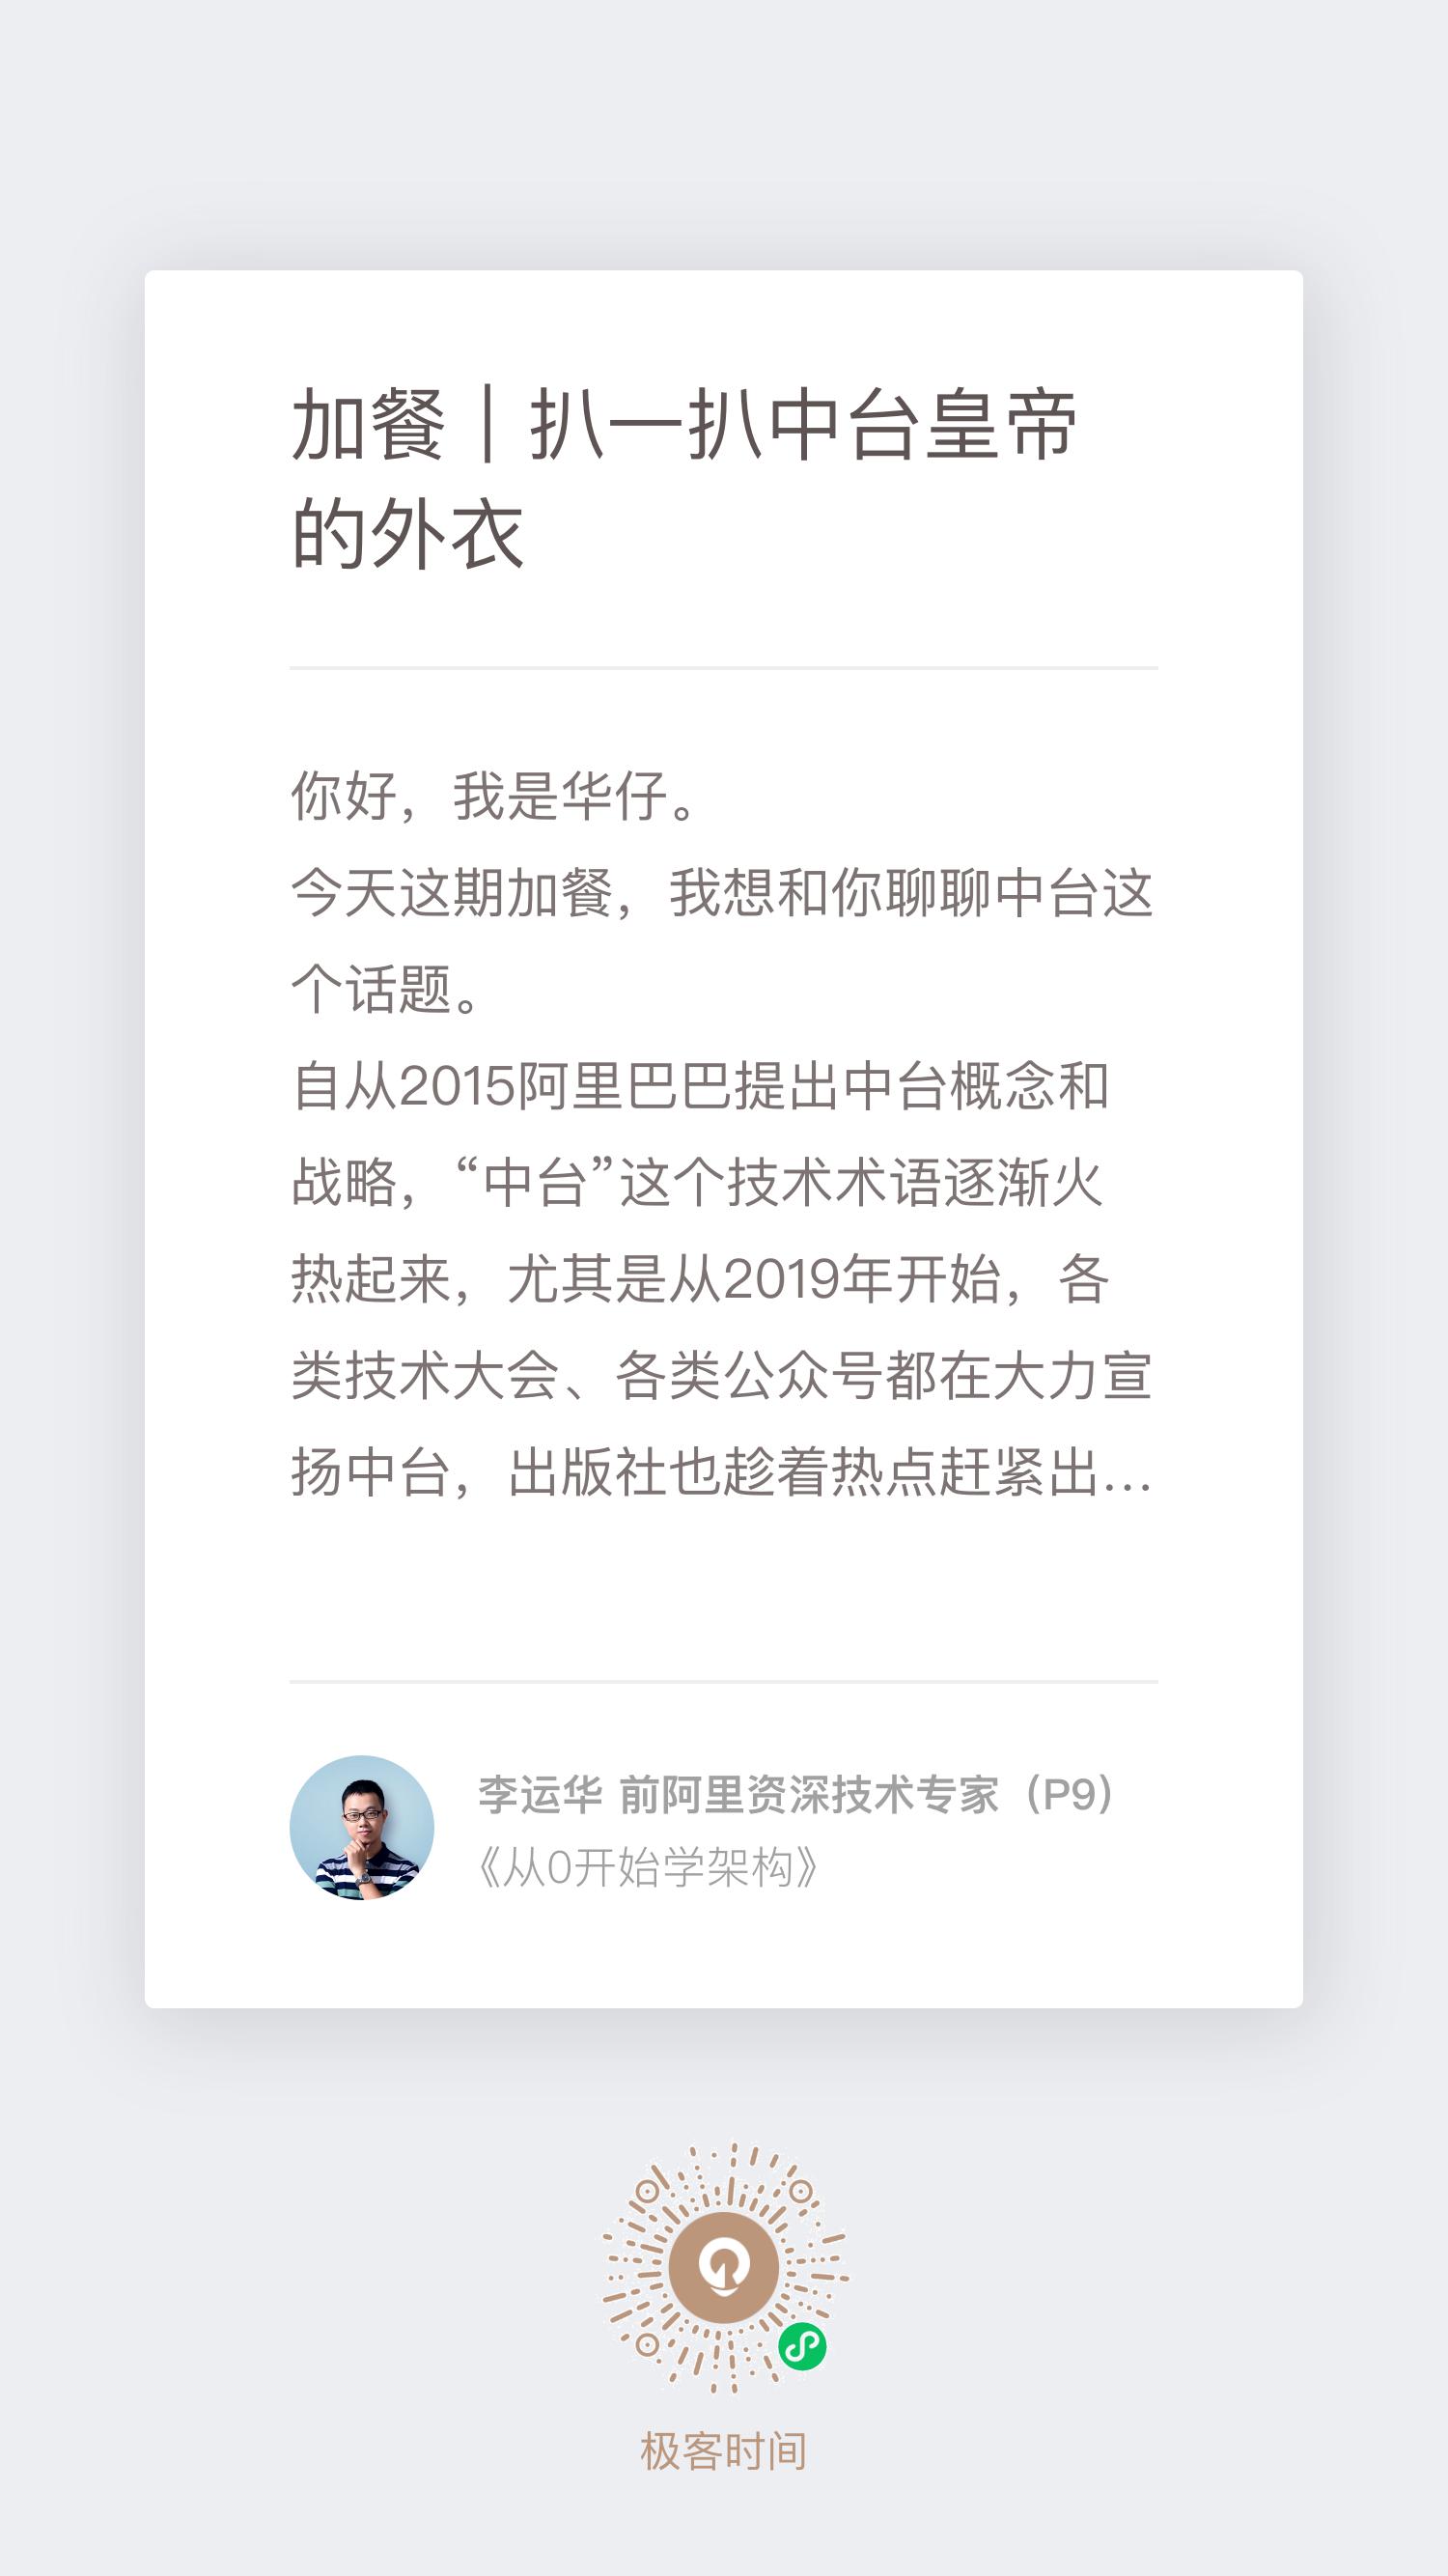 加餐｜扒一扒中台皇帝
的外衣
你好，我是华仔。
今天这期加餐，我想和你聊聊中台这
个话题。
自从2015阿里巴巴提出中台概念和
战略，“中台”这个技术术语逐渐火
热起来，尤其是从2019年开始，各
类技术大会、各类公众号都在大力宣
扬中台，出版社也趁着热点赶紧出...
李运华 前阿里资深技术专家（P9）
《从0开始学架构》
极客时间